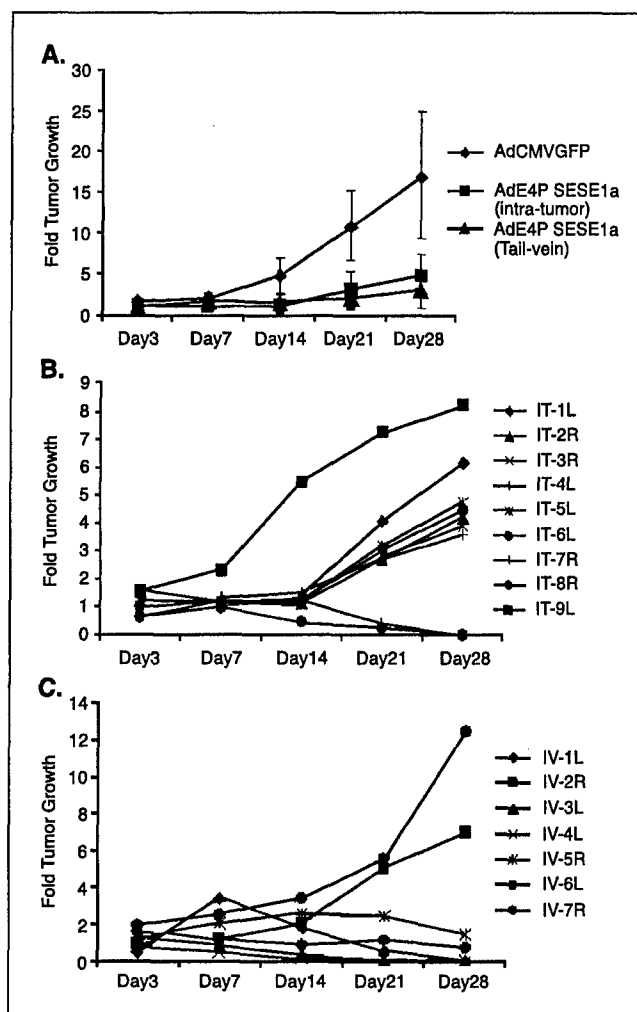 A.
Fold Tumor Growth
30
25
20
15
10
5
0
Day3 Day7 Day14 Day21 Day28
AdCMVGFP
AdE4P SESE1a
(intra-tumor)
AdE4P SESE1a
(Tail-vein)
B.
Fold Tumor Growth
9
8
7
6
5
4
3
2
1
0
Day3 Day7 Day14 Day21 Day28
IT-1L
IT-2R
IT-3R
IT-4L
IT-5L
IT-6L
IT-7R
IT-8R
IT-9L
C.
Fold Tumor Growth
14
12
10
8
6
4
2
0
Day3 Day7 Day14 Day21 Day28
IV-1L
IV-2R
IV-3L
IV-4L
IV-5R
IV-6L
IV-7R